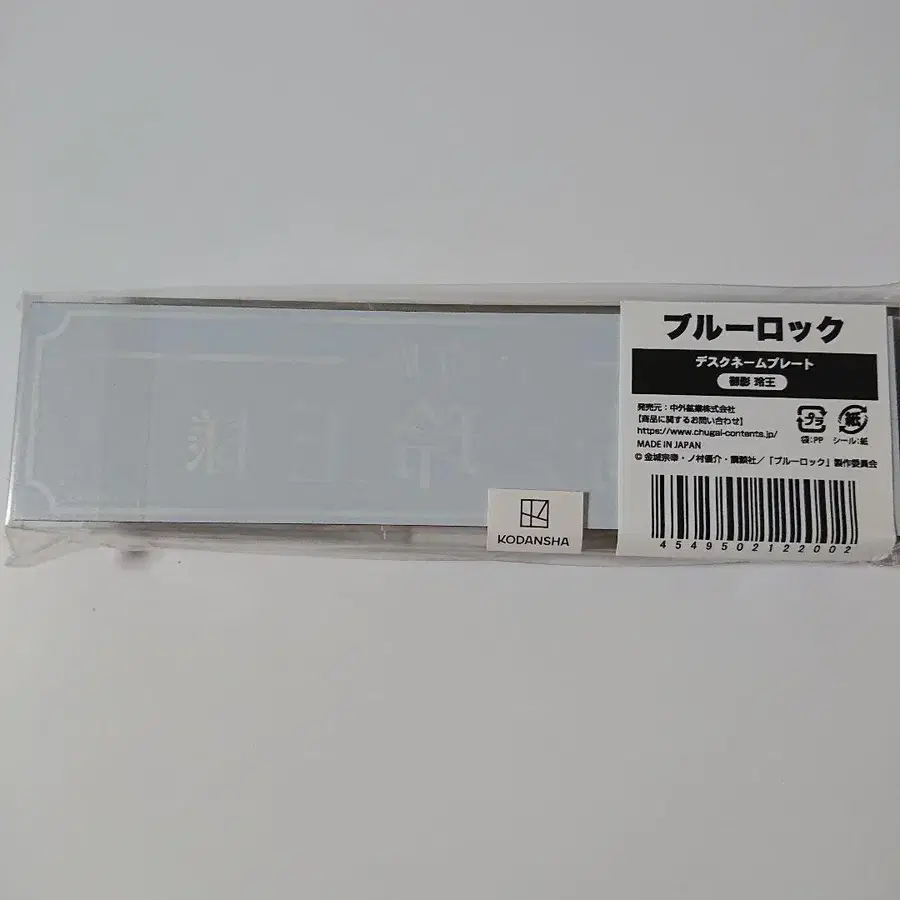 ブルーロック
デスクネームプレート
御影 玲王
発売元：中外鉱業株式会社
【商品に関するお問い合わせ】
https://www.chugai-contents.jp/
MADE IN JAPAN
プラ
袋:PP
紙
シール:紙
© 金城宗幸・ノ村優介・講談社／「ブルーロック」製作委員会
4549502122002
KODANSHA
様